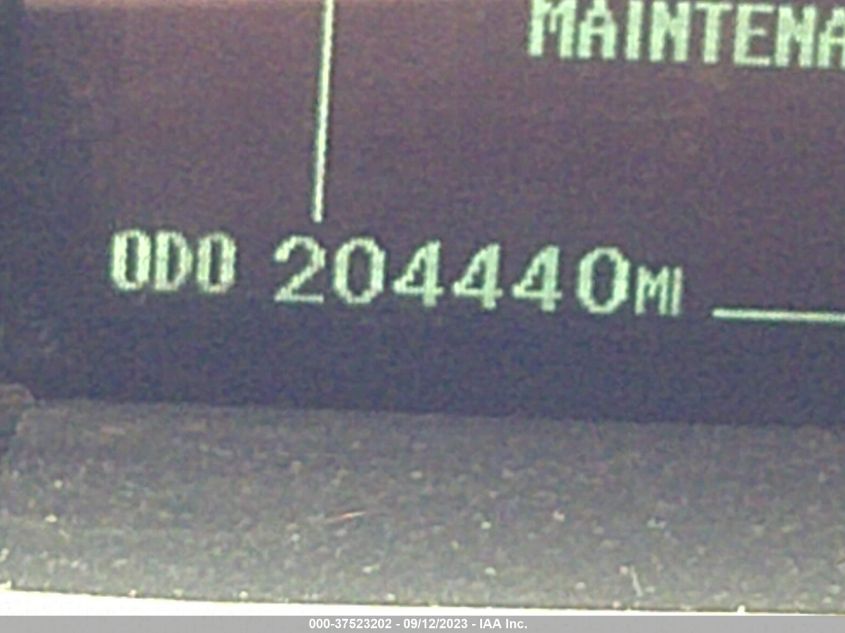 MAINTENA
ODO 204440MI
000-37523202 - 09/12/2023 - IAA Inc.